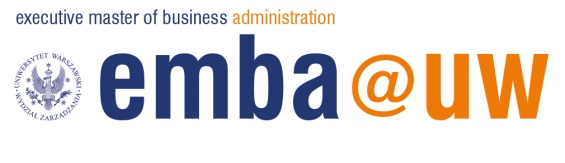 executive master of business administration
UNIWERSYTET WARSZAWSKI
WYDZIAŁ ZARZĄDZANIA
emba@uw